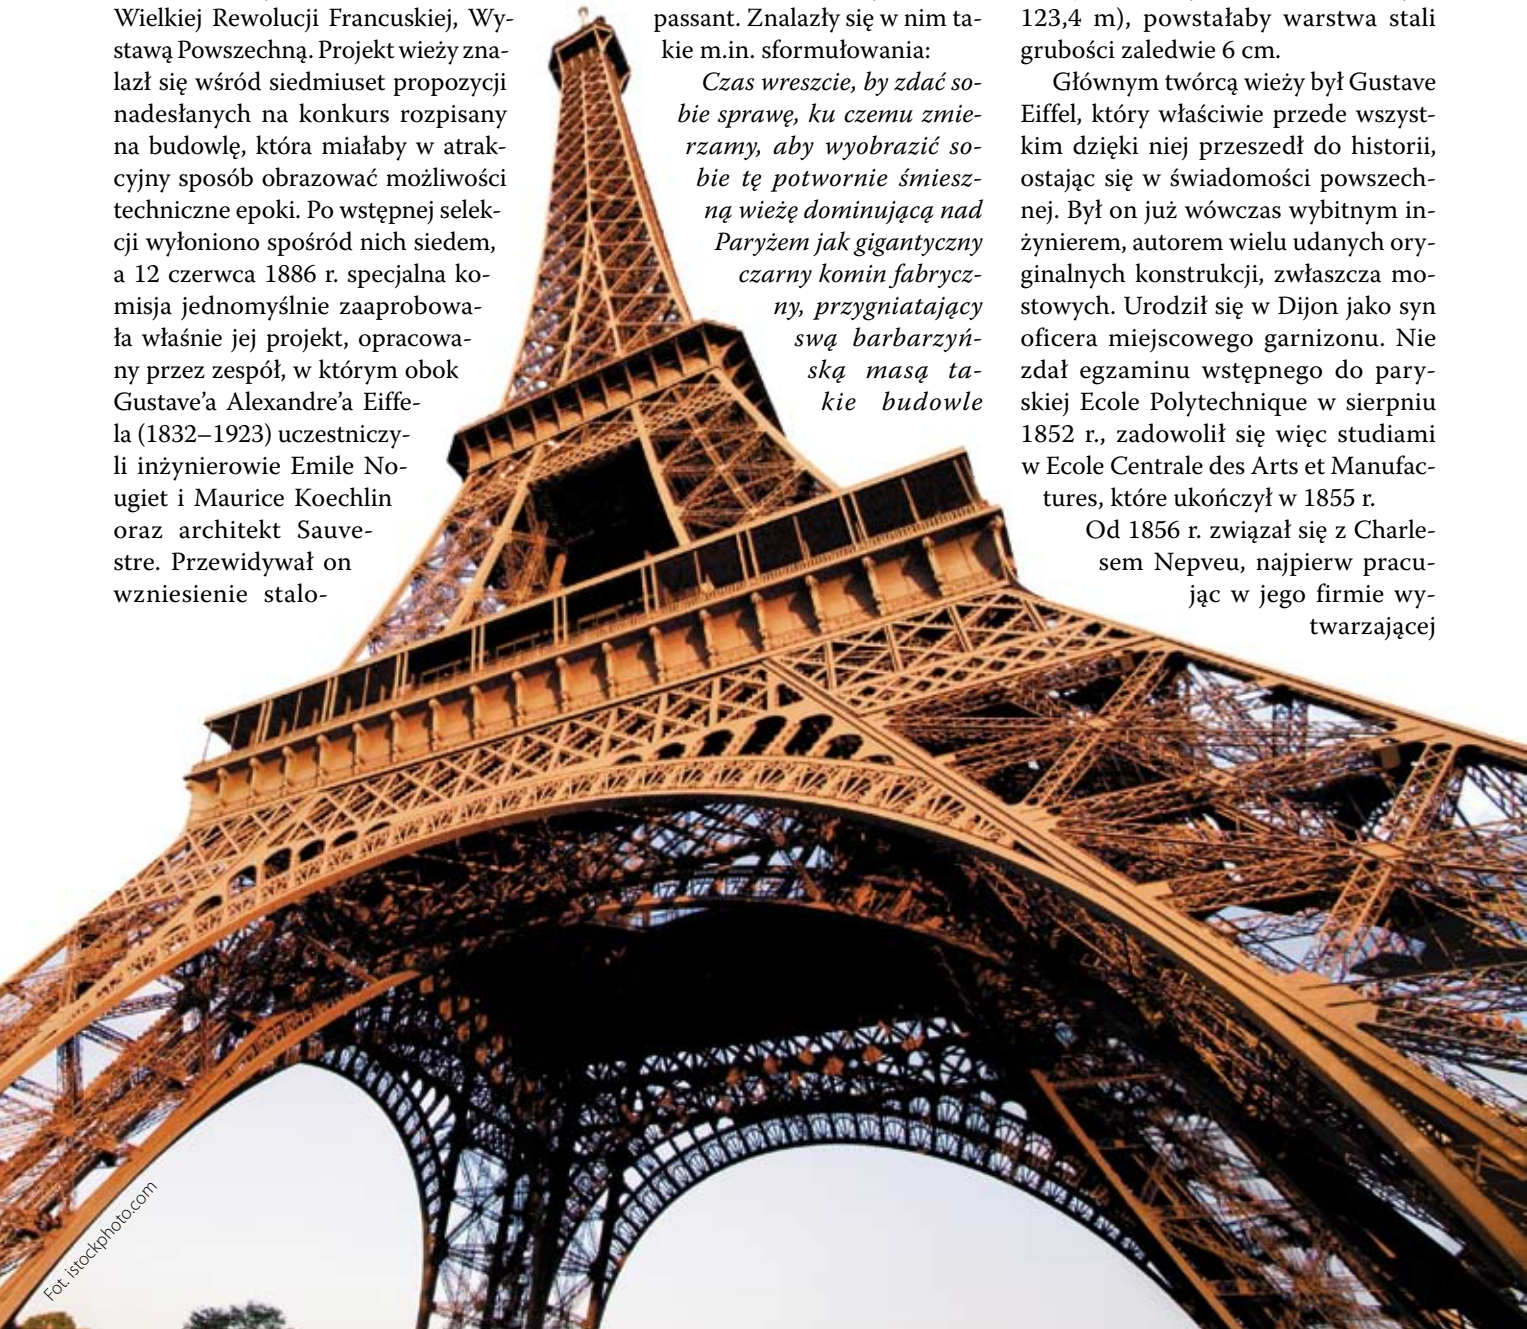 Wielkiej Rewolucji Francuskiej, Wy-
stawą Powszechną. Projekt wieży zna-
lazł się wśród siedmiuset propozycji
nadesłanych na konkurs rozpisany
na budowlę, która miałaby w atrak-
cyjny sposób obrazować możliwości
techniczne epoki. Po wstępnej selek-
cji wyłoniono spośród nich siedem,
a 12 czerwca 1886 r. specjalna ko-
misja jednomyślnie zaaprobowa-
ła właśnie jej projekt, opracowa-
ny przez zespół, w którym obok
Gustave’a Alexandre’a Eiffe-
la (1832–1923) uczestniczy-
li inżynierowie Emile No-
ugiet i Maurice Koechlin
oraz architekt Sauve-
stre. Przewidywał on
wzniesienie stalo-
passant. Znalazły się w nim ta-
kie m.in. sformułowania:
Czas wreszcie, by zdać so-
bie sprawę, ku czemu zmie-
rzamy, aby wyobrazić so-
bie tę potwornie śmiesz-
ną wieżę dominującą nad
Paryżem jak gigantyczny
czarny komin fabrycz-
ny, przygniatający
swą barbarzyń-
ską masą ta-
kie budowle
123,4 m), powstałaby warstwa stali
grubości zaledwie 6 cm.
Głównym twórcą wieży był Gustave
Eiffel, który właściwie przede wszyst-
kim dzięki niej przeszedł do historii,
ostając się w świadomości powszech-
nej. Był on już wówczas wybitnym in-
żynierem, autorem wielu udanych ory-
ginalnych konstrukcji, zwłaszcza mo-
stowych. Urodził się w Dijon jako syn
oficera miejscowego garnizonu. Nie
zdał egzaminu wstępnego do pary-
skiej Ecole Polytechnique w sierpniu
1852 r., zadowolił się więc studiami
w Ecole Centrale des Arts et Manufac-
tures, które ukończył w 1855 r.
Od 1856 r. związał się z Charle-
sem Nepveu, najpierw pracu-
jąc w jego firmie wy-
twarzającej
Fot. istockphoto.com